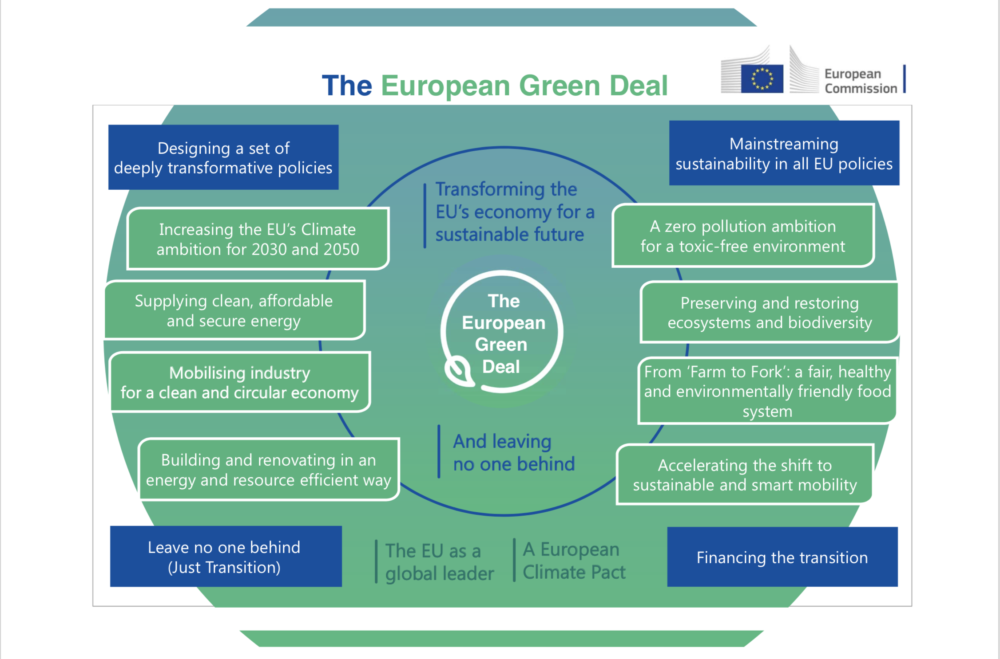 The European Green Deal
European
Commission
Designing a set of
deeply transformative policies
Mainstreaming
sustainability in all EU policies
Transforming the
EU’s economy for a
sustainable future
Increasing the EU’s Climate
ambition for 2030 and 2050
Supplying clean, affordable
and secure energy
Mobilising industry
for a clean and circular economy
Building and renovating in an
energy and resource efficient way
The
European
Green
Deal
A zero pollution ambition
for a toxic-free environment
Preserving and restoring
ecosystems and biodiversity
From ‘Farm to Fork’: a fair, healthy
and environmentally friendly food
system
Accelerating the shift to
sustainable and smart mobility
And leaving
no one behind
Leave no one behind
(Just Transition)
The EU as a
global leader
A European
Climate Pact
Financing the transition